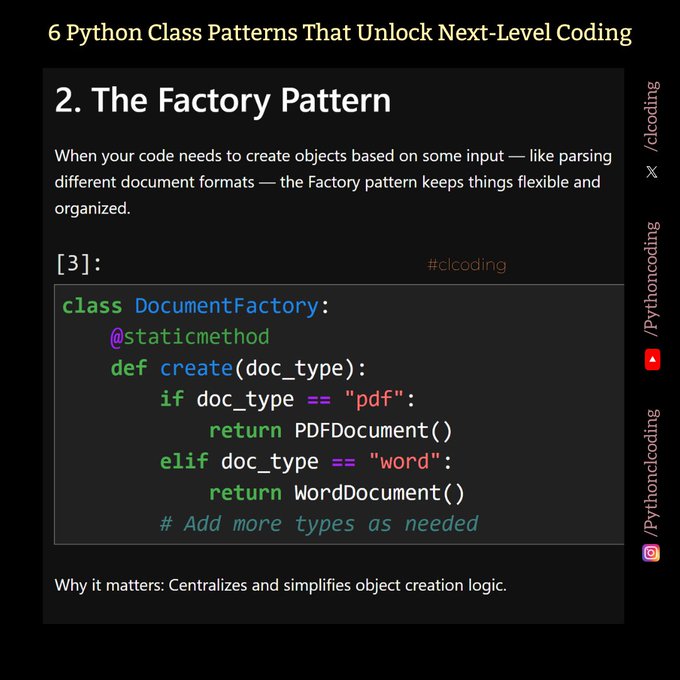 6 Python Class Patterns That Unlock Next-Level Coding
2. The Factory Pattern
When your code needs to create objects based on some input — like parsing
different document formats — the Factory pattern keeps things flexible and
organized.
[3]:
#clcoding
class DocumentFactory:
    @staticmethod
    def create(doc_type):
        if doc_type == "pdf":
            return PDFDocument()
        elif doc_type == "word":
            return WordDocument()
        # Add more types as needed
Why it matters: Centralizes and simplifies object creation logic.
/clcoding
/Pythoncoding
/Pythonclcoding